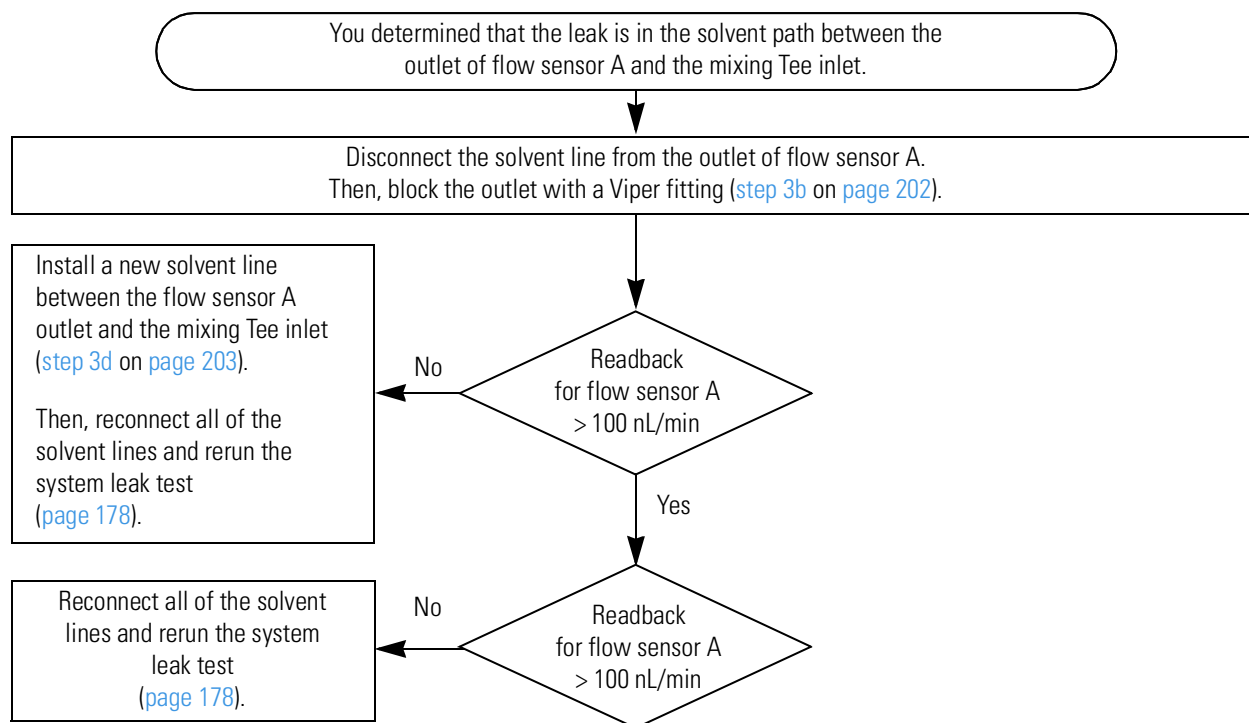 You determined that the leak is in the solvent path between the
outlet of flow sensor A and the mixing Tee inlet.
Disconnect the solvent line from the outlet of flow sensor A.
Then, block the outlet with a Viper fitting (step 3b on page 202).
Install a new solvent line
between the flow sensor A
outlet and the mixing Tee inlet
(step 3d on page 203).
Then, reconnect all of the
solvent lines and rerun the
system leak test
(page 178).
No
Readback
for flow sensor A
> 100 nL/min
Yes
Reconnect all of the solvent
lines and rerun the system
leak test
(page 178).
No
Readback
for flow sensor A
> 100 nL/min